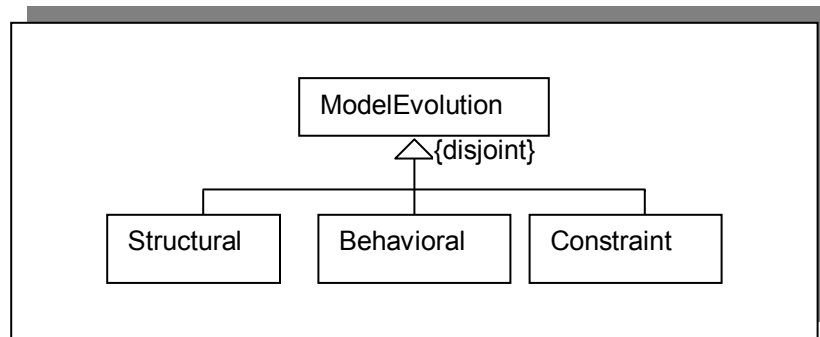 ModelEvolution
{disjoint}
Structural
Behavioral
Constraint